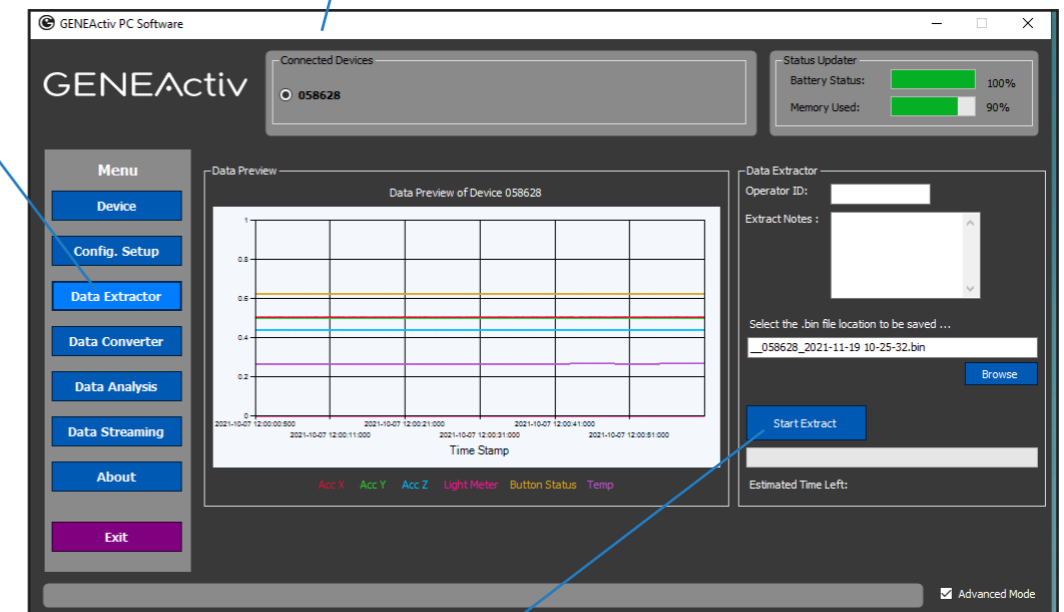 GENEActiv PC Software
GENEActiv
Connected Devices
058628
Status Updater
Battery Status: 100%
Memory Used: 90%
Menu
Device
Config. Setup
Data Extractor
Data Converter
Data Analysis
Data Streaming
About
Exit
Data Preview
Data Preview of Device 058628
1
0.8
0.6
0.4
0.2
0
2021-10-07 12:00:00:500 2021-10-07 12:00:21:000 2021-10-07 12:00:41:000
2021-10-07 12:00:11:000 2021-10-07 12:00:31:000 2021-10-07 12:00:51:000
Time Stamp
Acc X Acc Y Acc Z Light Meter Button Status Temp
Data Extractor
Operator ID:
Extract Notes :
Select the .bin file location to be saved ...
__058628_2021-11-19 10-25-32.bin
Browse
Start Extract
Estimated Time Left:
Advanced Mode